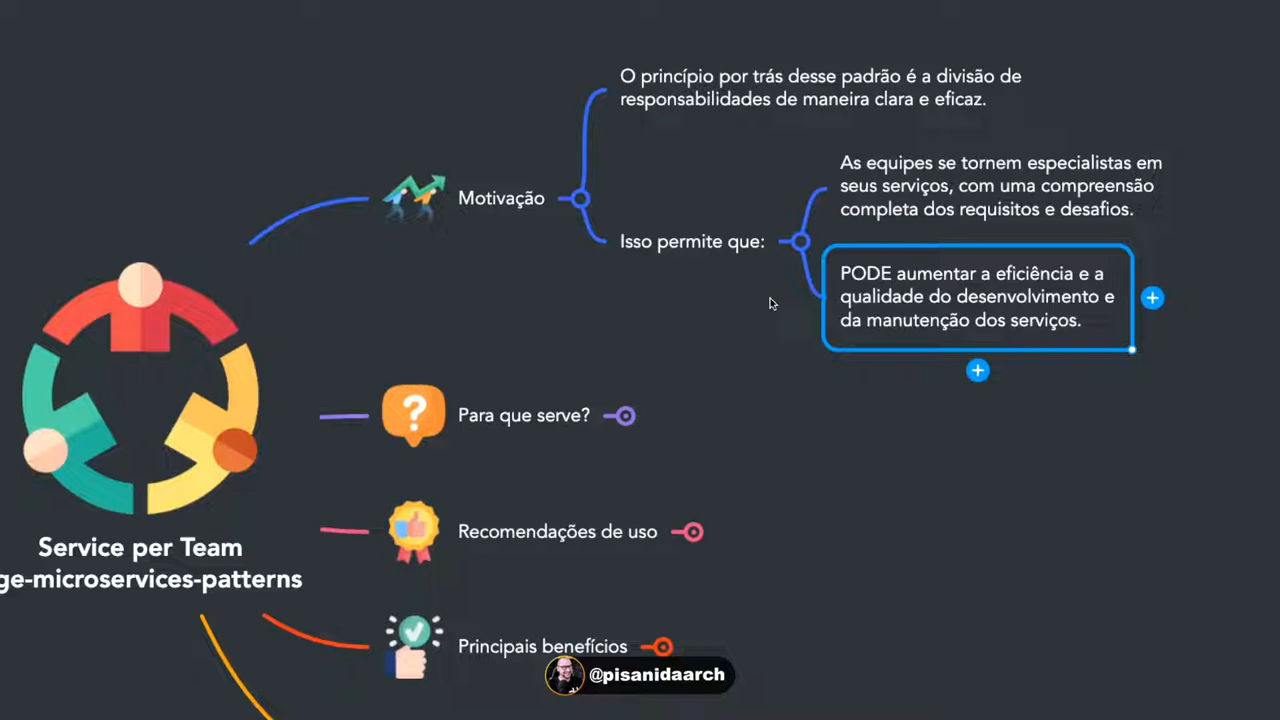 O princípio por trás desse padrão é a divisão de
responsabilidades de maneira clara e eficaz.
As equipes se tornem especialistas em
seus serviços, com uma compreensão
completa dos requisitos e desafios.
Motivação
Isso permite que:
PODE aumentar a eficiência e a
qualidade do desenvolvimento e
da manutenção dos serviços.
Para que serve?
Recomendações de uso
Service per Team
ge-microservices-patterns
Principais benefícios
@pisanidaarch